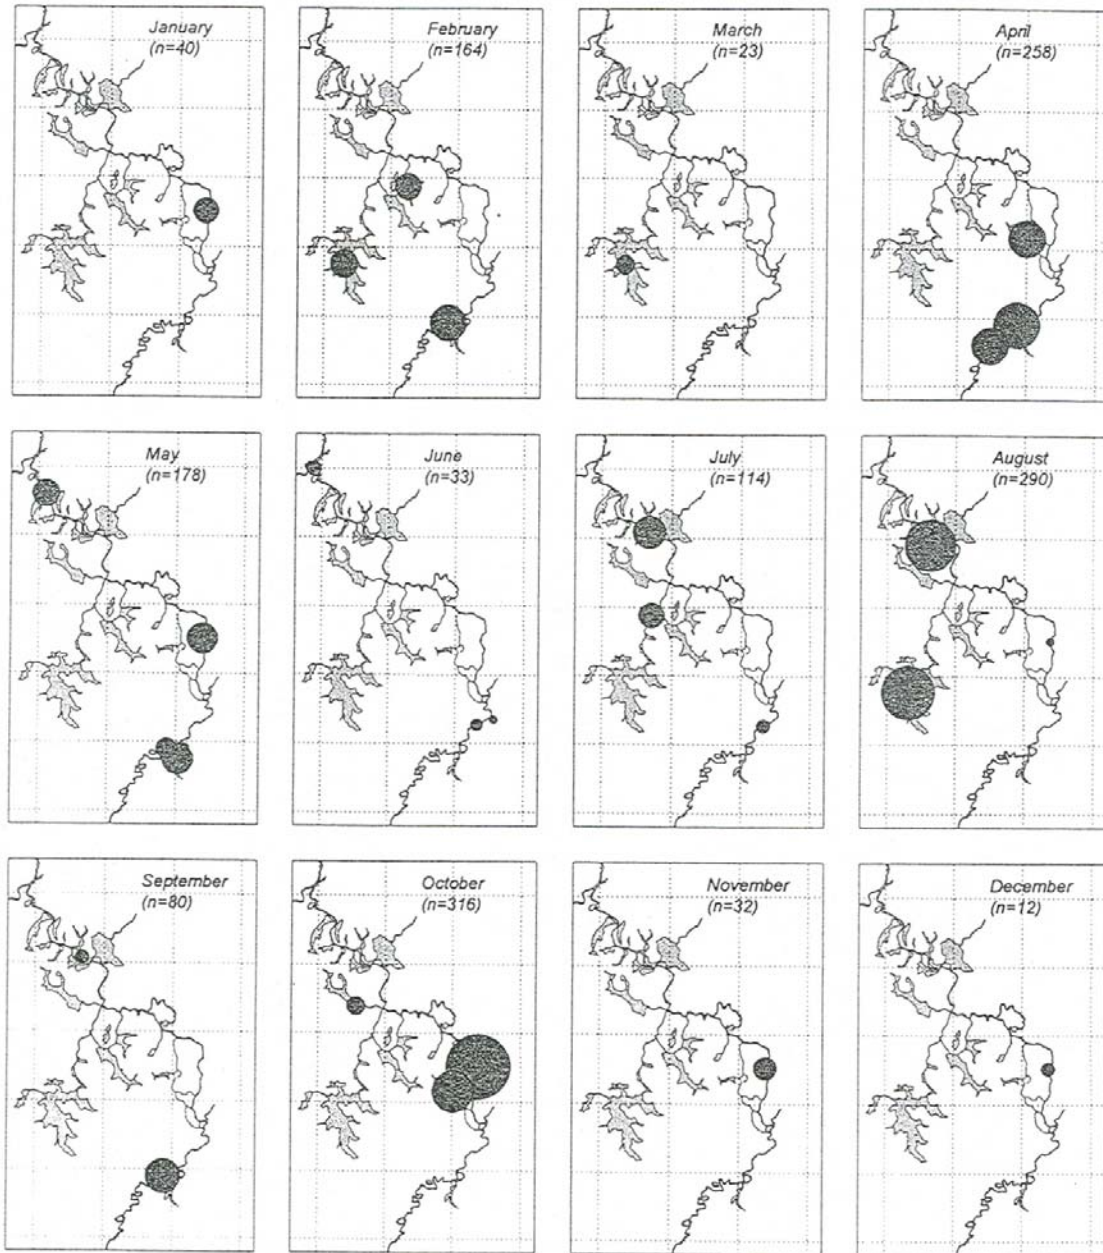 January
(n=40)
February
(n=164)
March
(n=23)
April
(n=258)
May
(n=178)
June
(n=33)
July
(n=114)
August
(n=290)
September
(n=80)
October
(n=316)
November
(n=32)
December
(n=12)